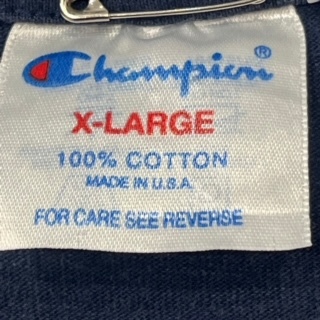 Champion®
X-LARGE
100% COTTON
MADE IN U.S.A.
FOR CARE SEE REVERSE